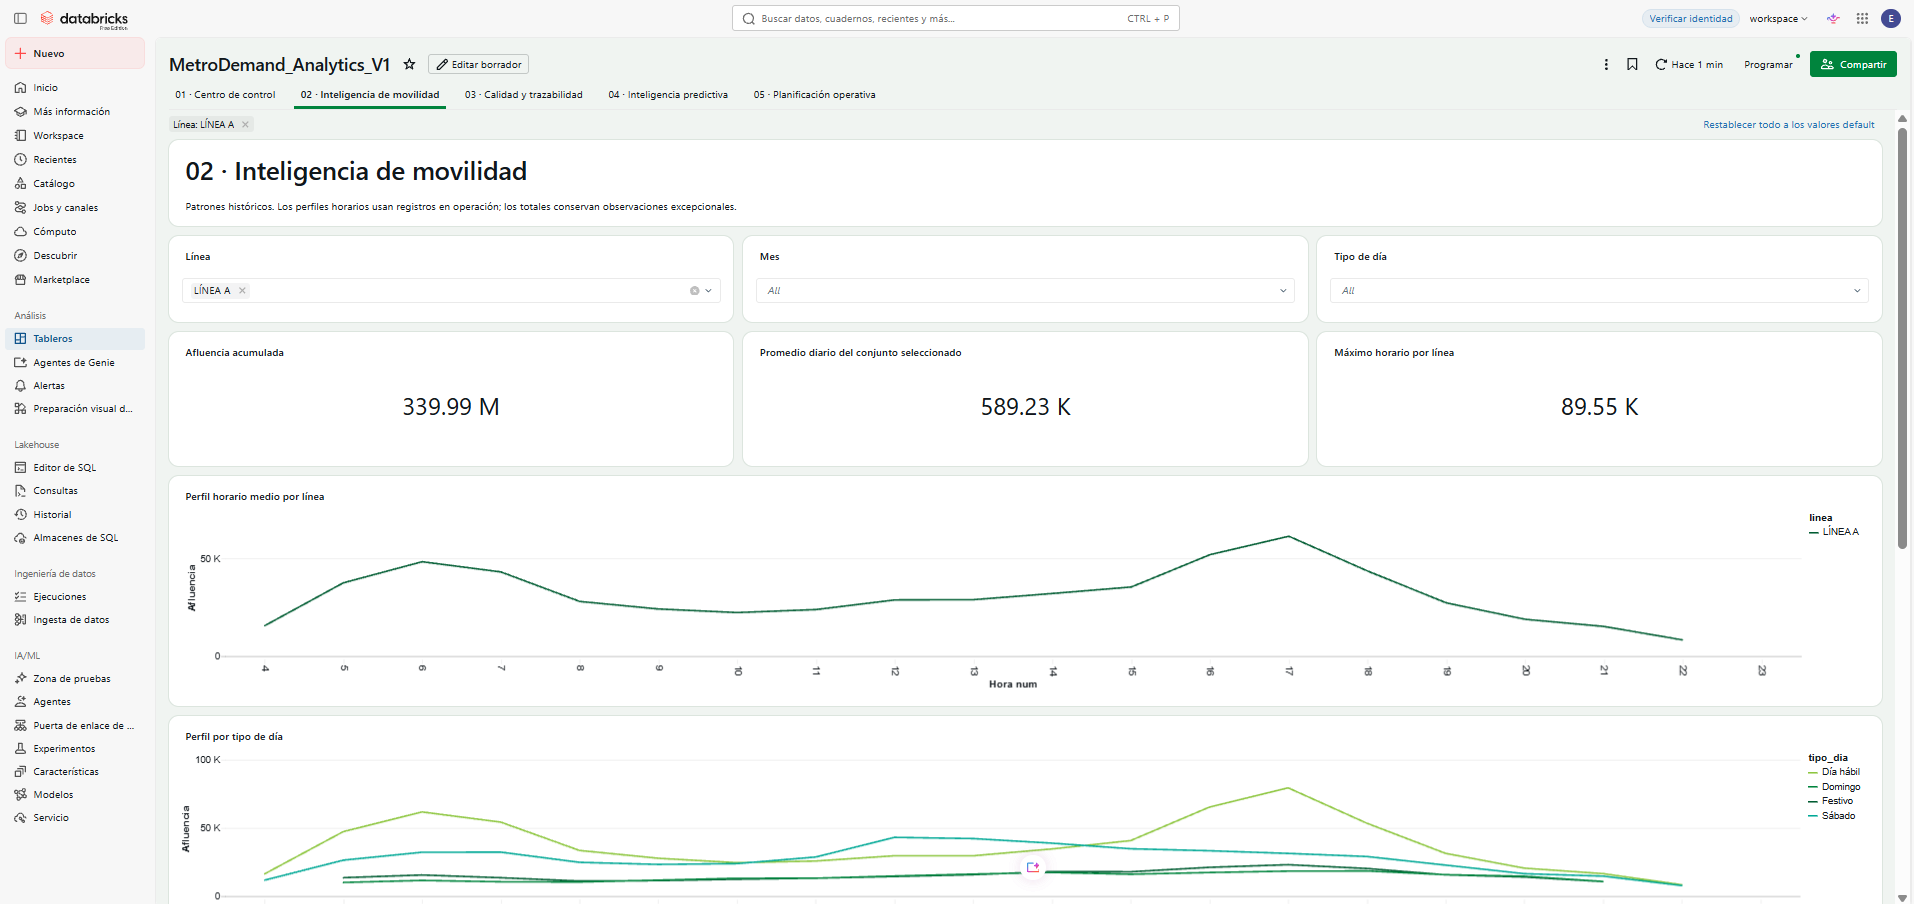 databricks
Free Edition
Buscar datos, cuadernos, recientes y más...
CTRL + P
Verificar identidad
workspace
E
Nuevo
Inicio
Más información
Workspace
Recientes
Catálogo
Jobs y canales
Cómputo
Descubrir
Marketplace
Análisis
Tableros
Agentes de Genie
Alertas
Preparación visual d...
Lakehouse
Editor de SQL
Consultas
Historial
Almacenes de SQL
Ingeniería de datos
Ejecuciones
Ingesta de datos
IA/ML
Zona de pruebas
Agentes
Puerta de enlace de ...
Experimentos
Características
Modelos
Servicio
MetroDemand_Analytics_V1
Editar borrador
Hace 1 min
Programar
Compartir
01 · Centro de control
02 · Inteligencia de movilidad
03 · Calidad y trazabilidad
04 · Inteligencia predictiva
05 · Planificación operativa
Línea: LÍNEA A
Restablecer todo a los valores default
02 · Inteligencia de movilidad
Patrones históricos. Los perfiles horarios usan registros en operación; los totales conservan observaciones excepcionales.
Línea
LÍNEA A
Mes
All
Tipo de día
All
Afluencia acumulada
339.99 M
Promedio diario del conjunto seleccionado
589.23 K
Máximo horario por línea
89.55 K
Perfil horario medio por línea
linea
LÍNEA A
Afluencia
50 K
0
4 5 6 7 8 9 10 11 12 13 14 15 16 17 18 19 20 21 22 23
Hora num
Perfil por tipo de día
tipo_dia
Día hábil
Domingo
Festivo
Sábado
Afluencia
100 K
50 K
0